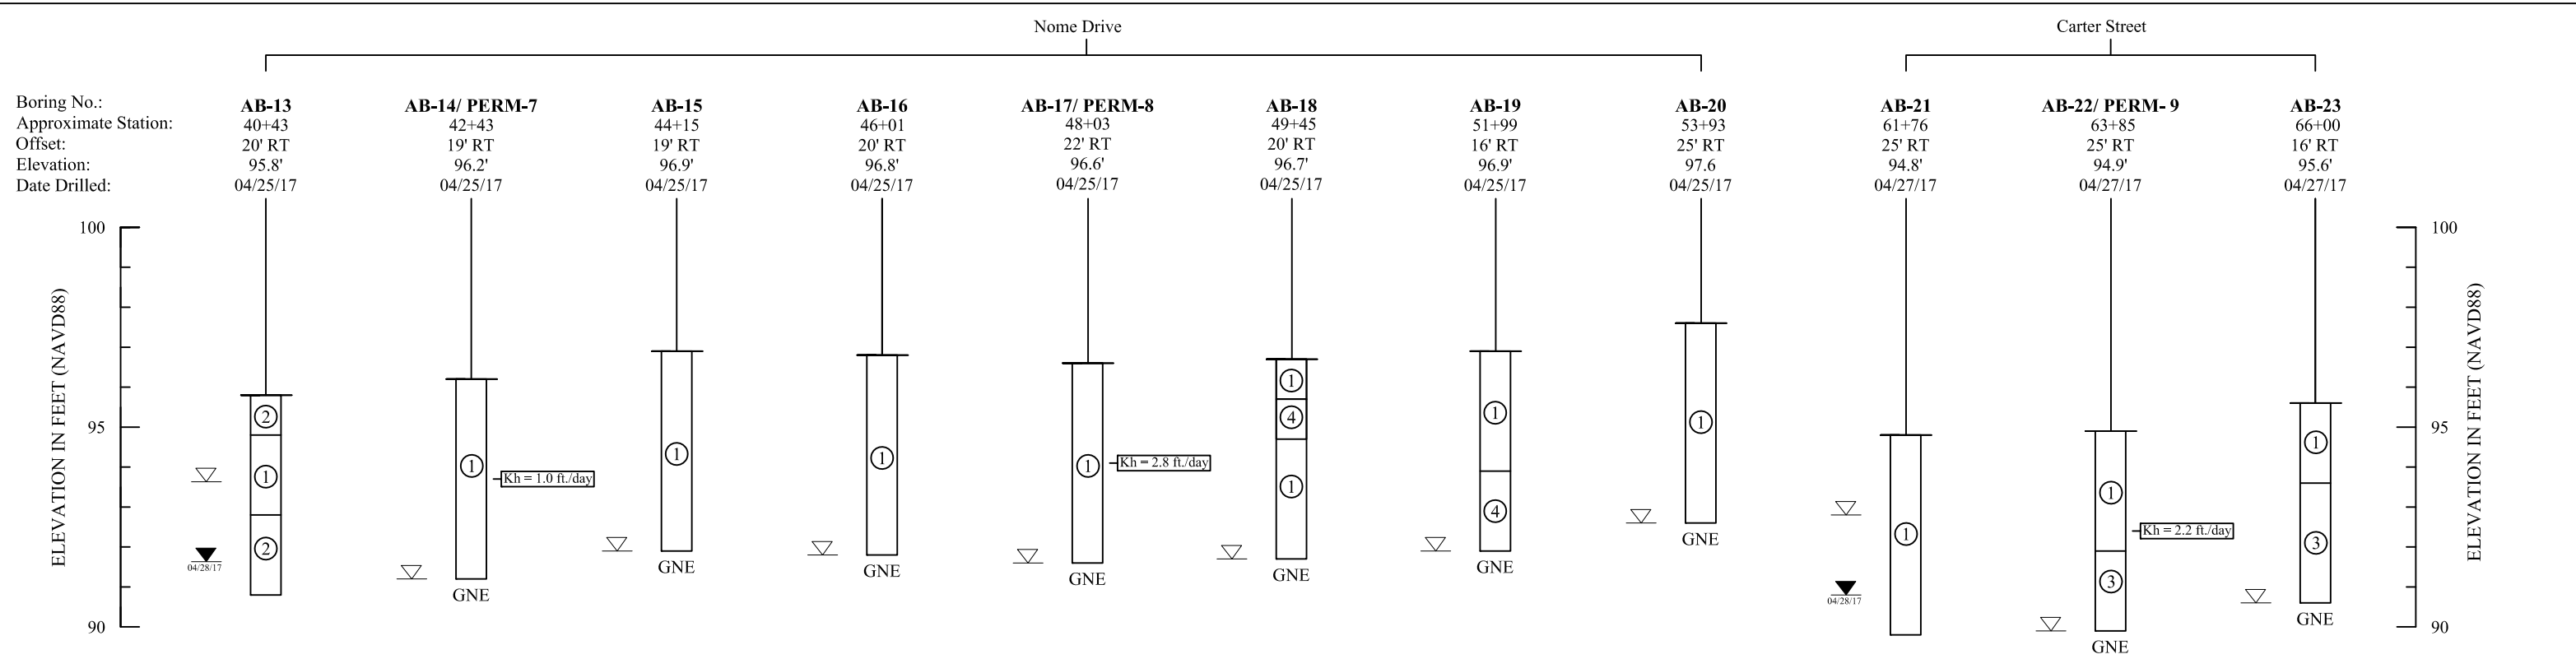 Nome Drive
Carter Street
Boring No.: AB-13 AB-14/ PERM-7 AB-15 AB-16 AB-17/ PERM-8 AB-18 AB-19 AB-20 AB-21 AB-22/ PERM- 9 AB-23
Approximate Station: 40+43 42+43 44+15 46+01 48+03 49+45 51+99 53+93 61+76 63+85 66+00
Offset: 20' RT 19' RT 19' RT 20' RT 22' RT 20' RT 16' RT 25' RT 25' RT 25' RT 16' RT
Elevation: 95.8' 96.2' 96.9' 96.8' 96.6' 96.7' 96.9' 97.6 94.8' 94.9' 95.6'
Date Drilled: 04/25/17 04/25/17 04/25/17 04/25/17 04/25/17 04/25/17 04/25/17 04/25/17 04/27/17 04/27/17 04/27/17
ELEVATION IN FEET (NAVD88)
100
95
90
2
1
2
04/28/17
1
Kh = 1.0 ft./day
GNE
1
GNE
1
GNE
1
Kh = 2.8 ft./day
GNE
1
4
1
GNE
1
4
GNE
1
GNE
1
04/28/17
1
3
Kh = 2.2 ft./day
GNE
1
3
GNE
100
95
90
ELEVATION IN FEET (NAVD88)